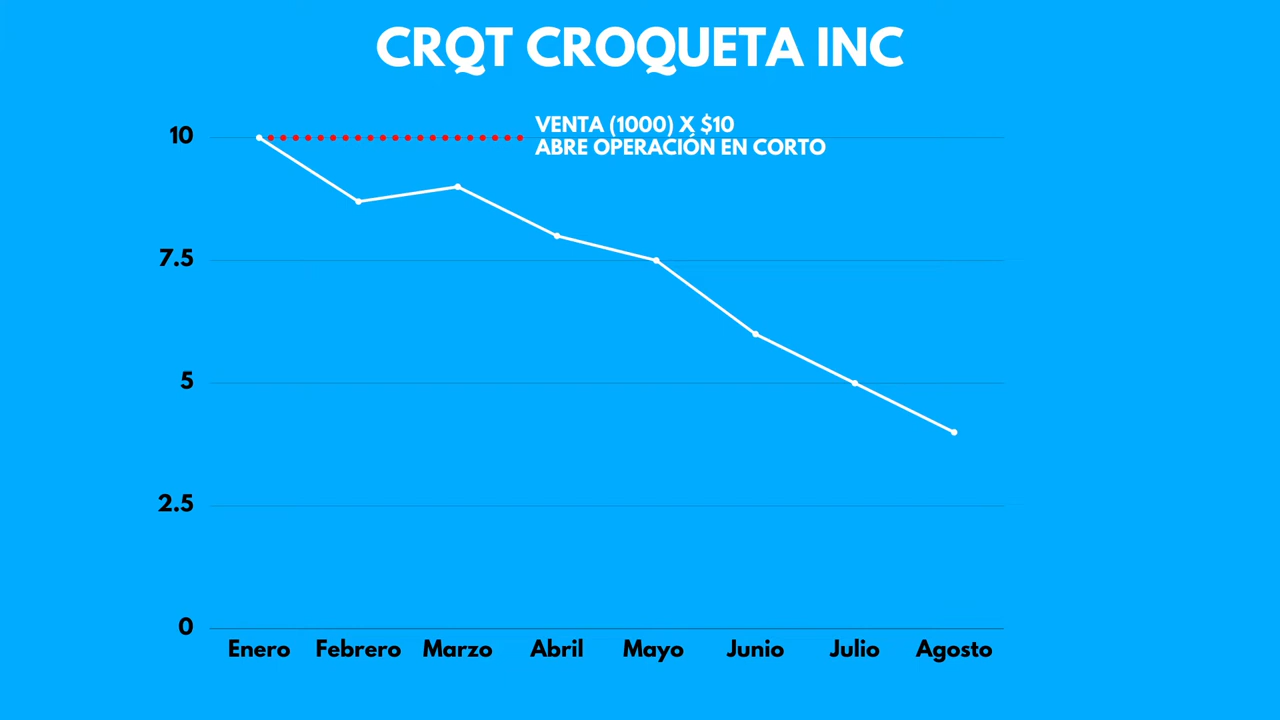 CRQT CROQUETA INC
VENTA (1000) X $10
ABRE OPERACIÓN EN CORTO
10
7.5
5
2.5
0
Enero Febrero Marzo Abril Mayo Junio Julio Agosto